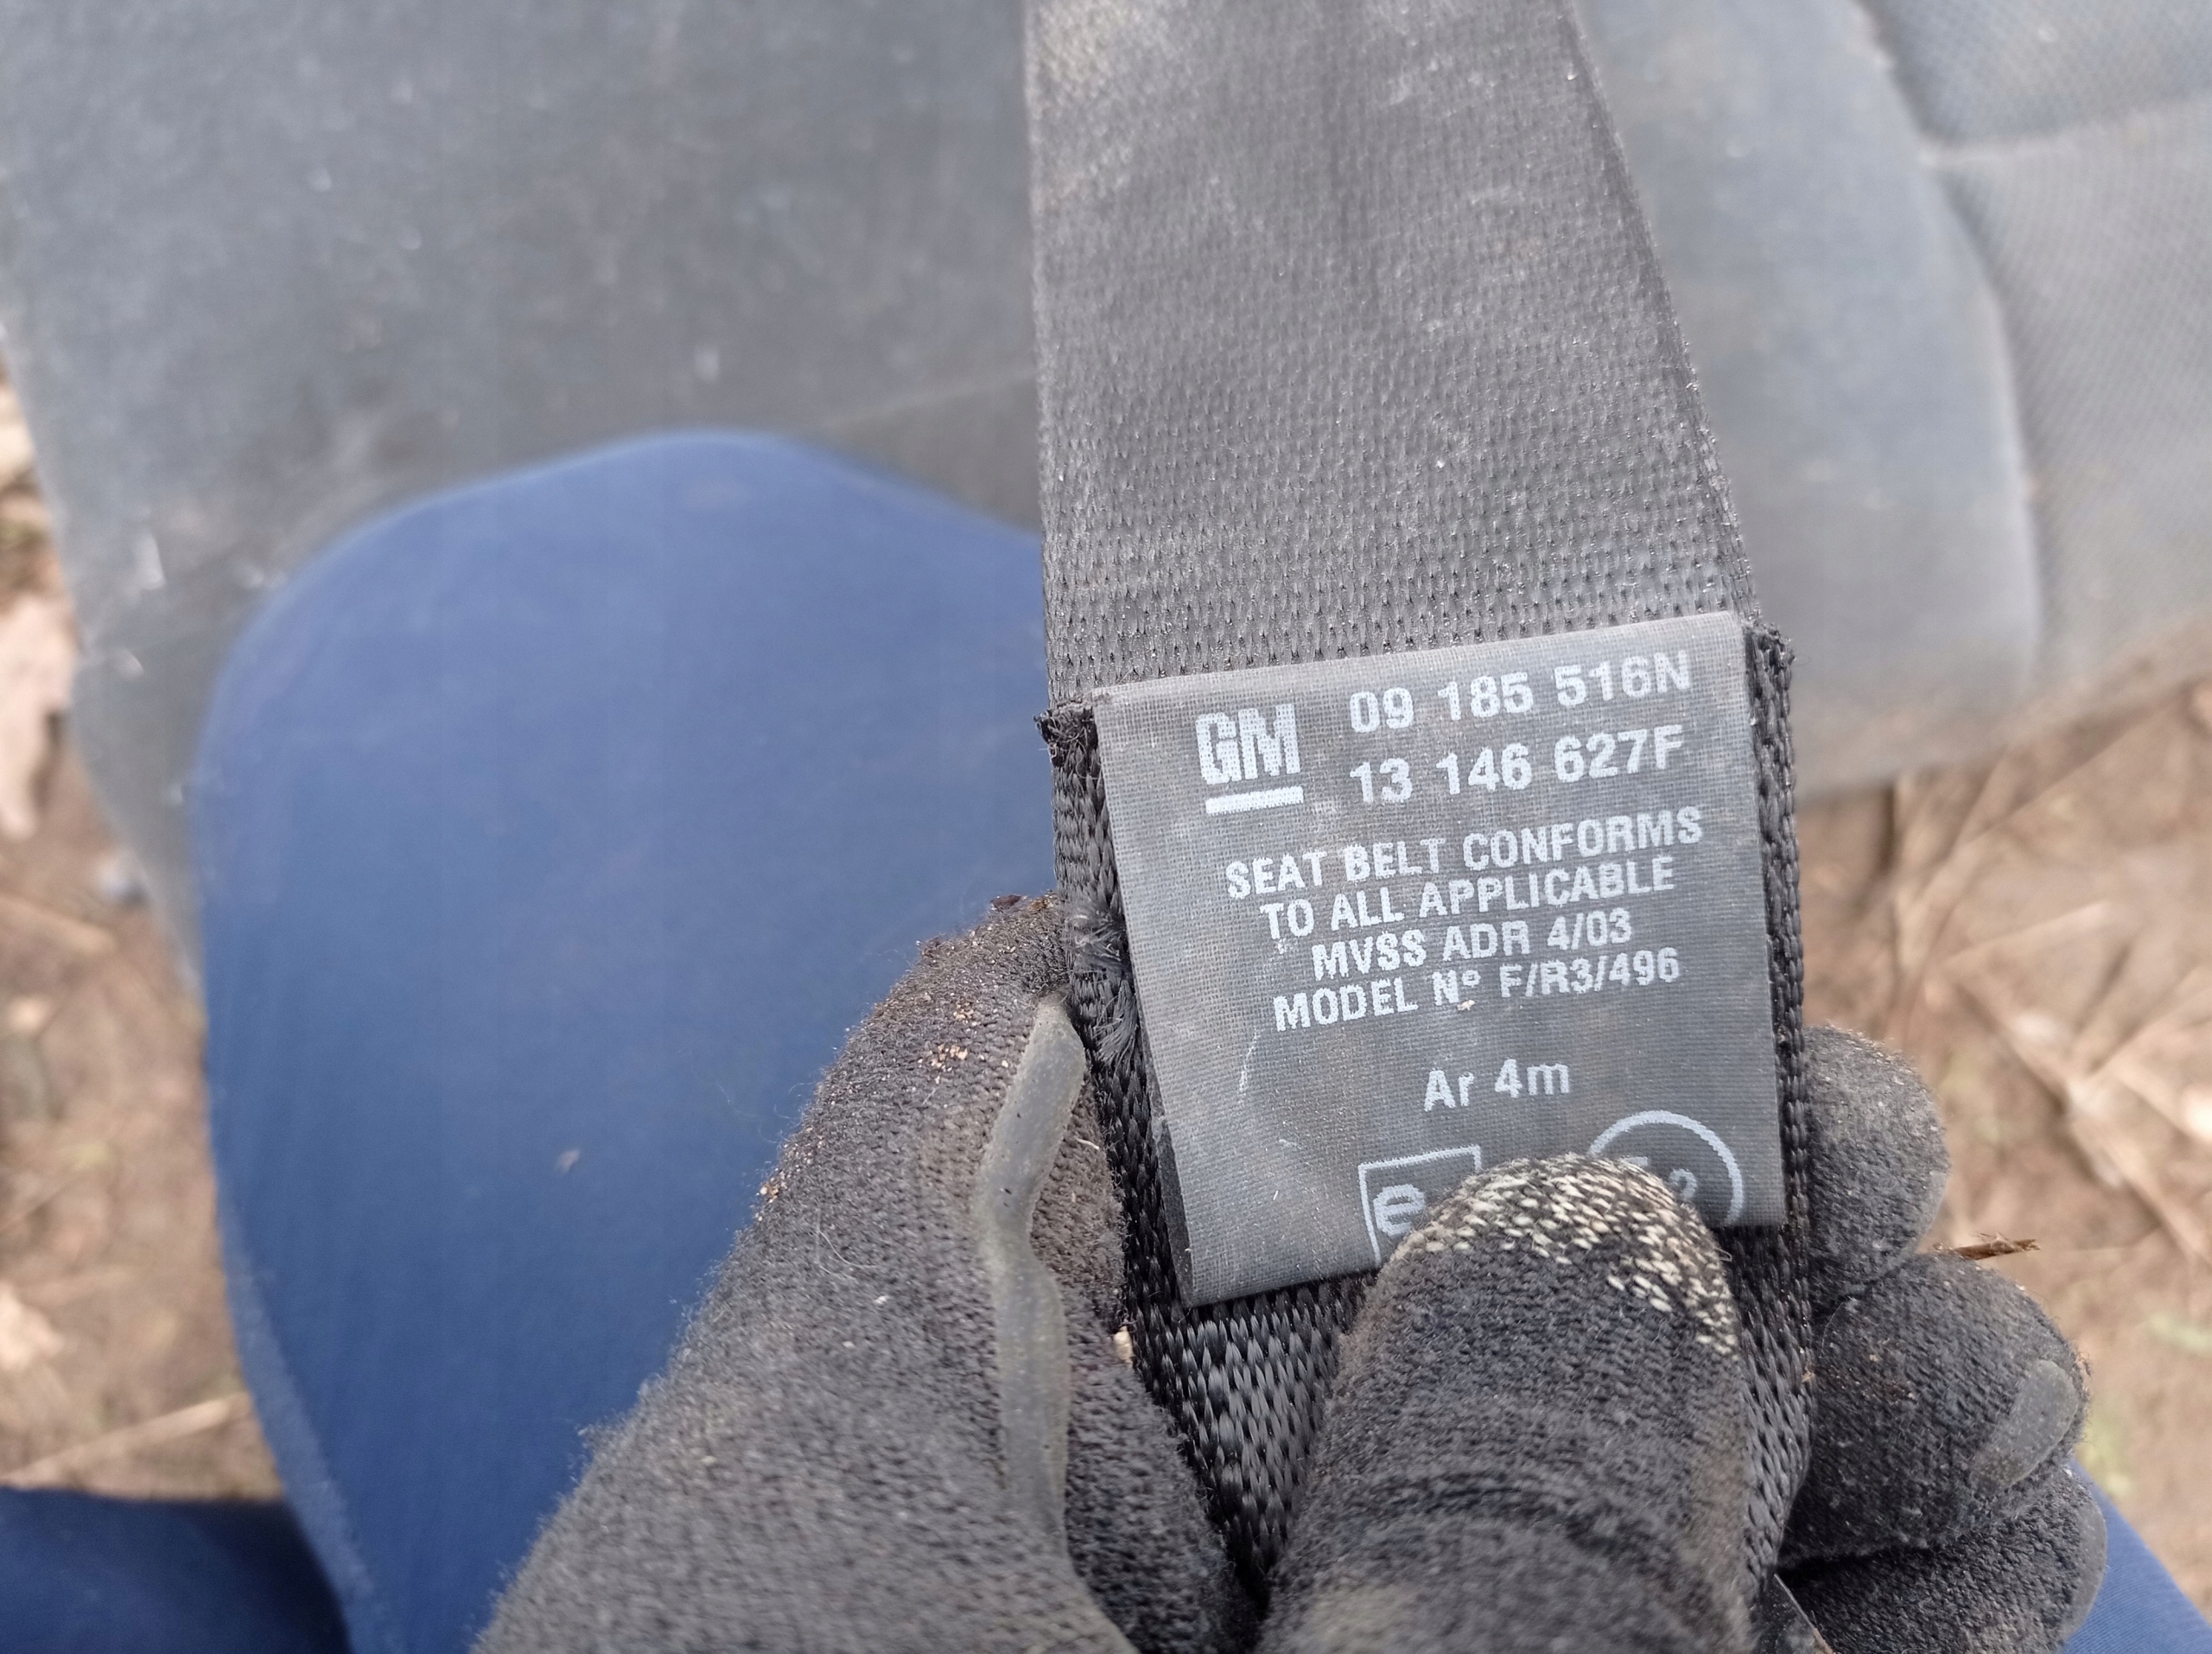 GM 09 185 516N
13 146 627F
SEAT BELT CONFORMS
TO ALL APPLICABLE
MVSS ADR 4/03
MODEL Nº F/R3/496
Ar 4m
e
2